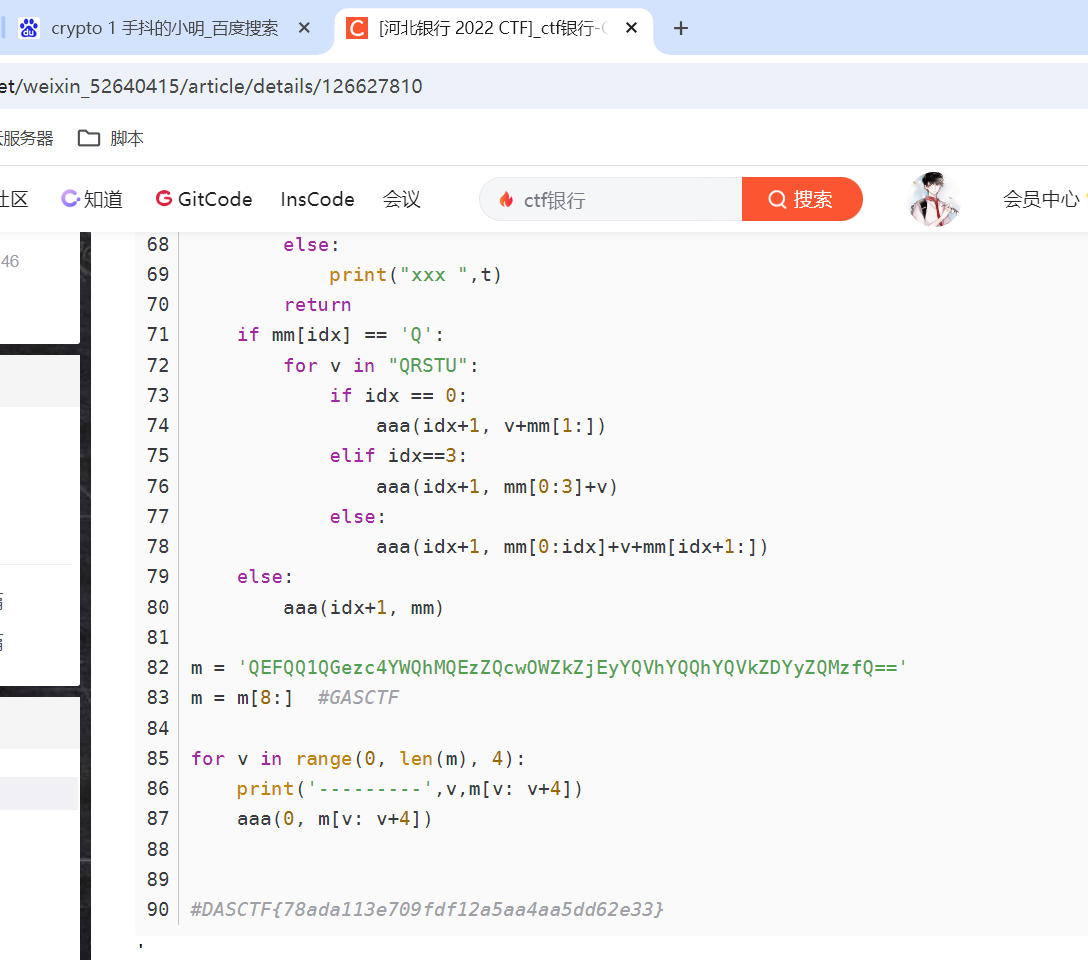 crypto 1 手抖的小明_百度搜索
[河北银行 2022 CTF]_ctf银行-
et/weixin_52640415/article/details/126627810
服务器 脚本
社区 知道 GitCode InsCode 会议 ctf银行 搜索 会员中心
46
68 else:
69 print("xxx ",t)
70 return
71 if mm[idx] == 'Q':
72 for v in "QRSTU":
73 if idx == 0:
74 aaa(idx+1, v+mm[1:])
75 elif idx==3:
76 aaa(idx+1, mm[0:3]+v)
77 else:
78 aaa(idx+1, mm[0:idx]+v+mm[idx+1:])
79 else:
80 aaa(idx+1, mm)
81
82 m = 'QEFQQ1QGezc4YWQhMQEzZQcwOWZkZjEyYQVhYQQhYQVkZDYyZQMzfQ=='
83 m = m[8:] #GASCTF
84
85 for v in range(0, len(m), 4):
86 print('---------',v,m[v: v+4])
87 aaa(0, m[v: v+4])
88
89
90 #DASCTF{78ada113e709fdf12a5aa4aa5dd62e33}